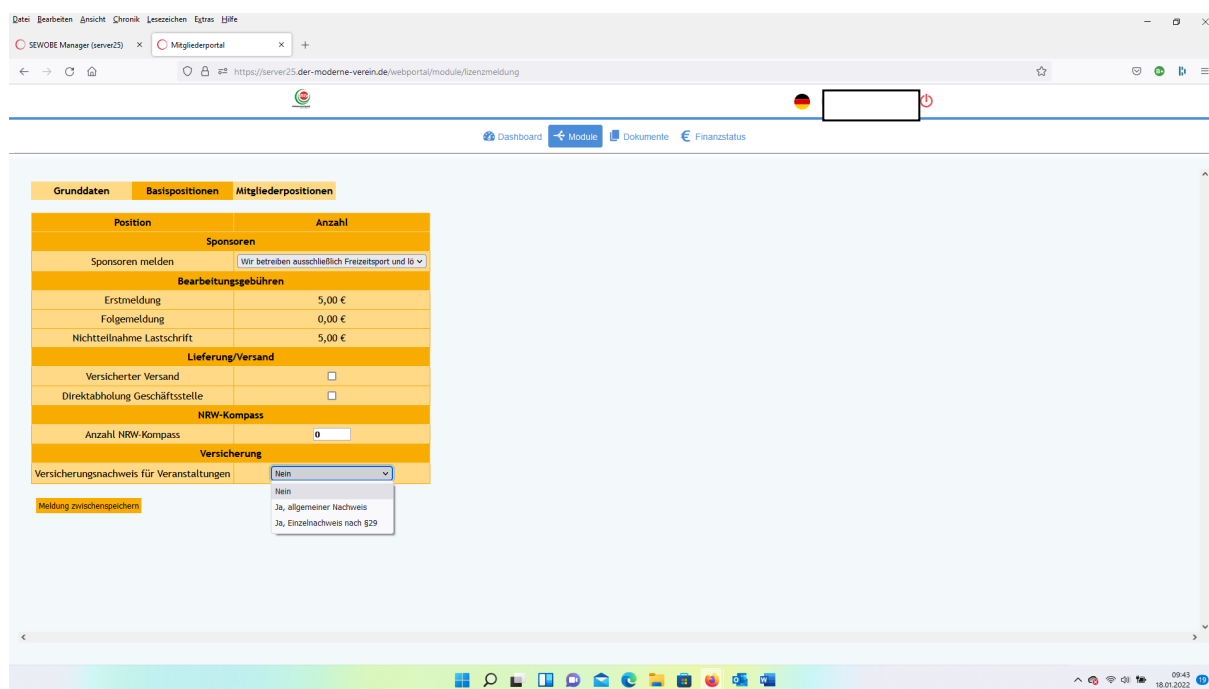 Datei Bearbeiten Ansicht Chronik Lesezeichen Extras Hilfe
SEWOBE Manager (server25) Mitgliederportal
https://server25.der-moderne-verein.de/webportal/module/lizenzmeldung
Dashboard Module Dokumente € Finanzstatus
Grunddaten Basispositionen Mitgliederpositionen
Position Anzahl
Sponsoren
Sponsoren melden Wir betreiben ausschließlich Freizeitsport und lö
Bearbeitungsgebühren
Erstmeldung 5,00 €
Folgemeldung 0,00 €
Nichtteilnahme Lastschrift 5,00 €
Lieferung/Versand
Versicherter Versand
Direktabholung Geschäftsstelle
NRW-Kompass
Anzahl NRW-Kompass 0
Versicherung
Versicherungsnachweis für Veranstaltungen Nein
Nein
Ja, allgemeiner Nachweis
Ja, Einzelnachweis nach §29
Meldung zwischenspeichern
09:43
18.01.2022 19